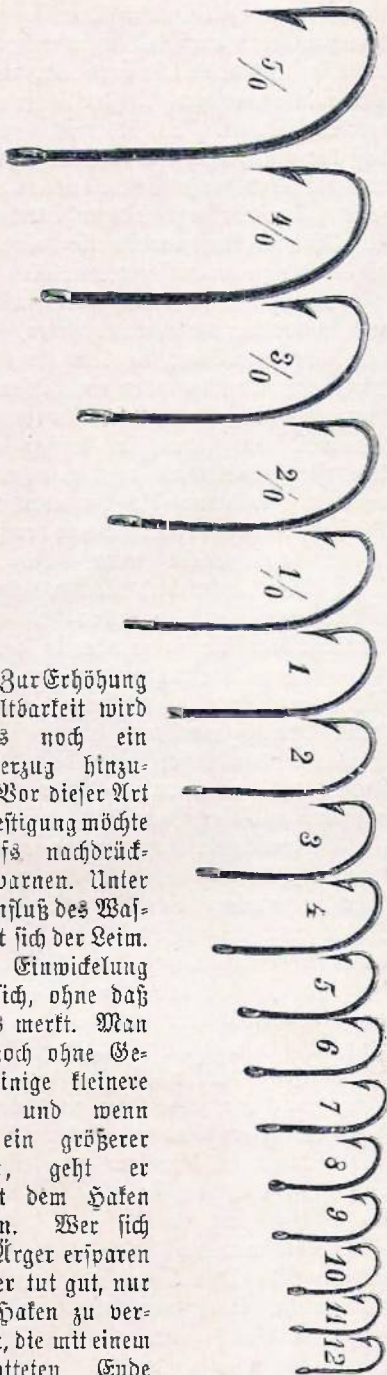 5/0
4/0
3/0
2/0
1/0
1
2
3
4
5
6
7
8
9
10
11
12
Zur Erhöhung
ltbarkeit wird
s noch ein
erzug hinzu-
Vor dieser Art
estigung möchte
fs nachdrück-
varnen. Unter
nfluß des Was-
t sich der Leim.
Einwickelung
sich, ohne daß
s merkt. Man
noch ohne Ge-
inige kleinere
und wenn
ein größerer
, geht er
t dem Haken
n. Wer sich
Ärger ersparen
er tut gut, nur
Haken zu ver-
, die mit einem
tteten Ende